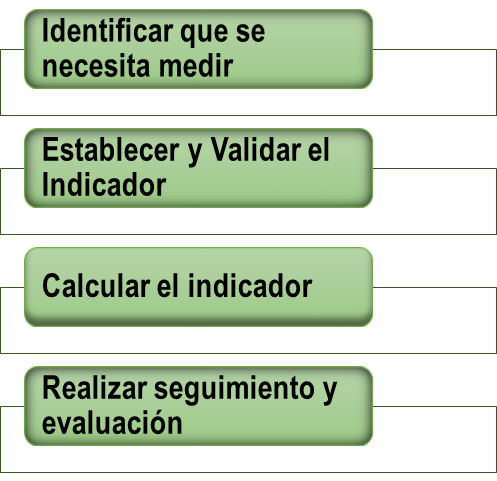 Identificar que se
necesita medir
Establecer y Validar el
Indicador
Calcular el indicador
Realizar seguimiento y
evaluación